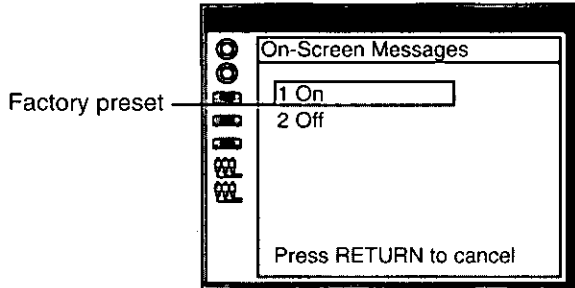 On-Screen Messages
Factory preset
1 On
2 Off
Press RETURN to cancel